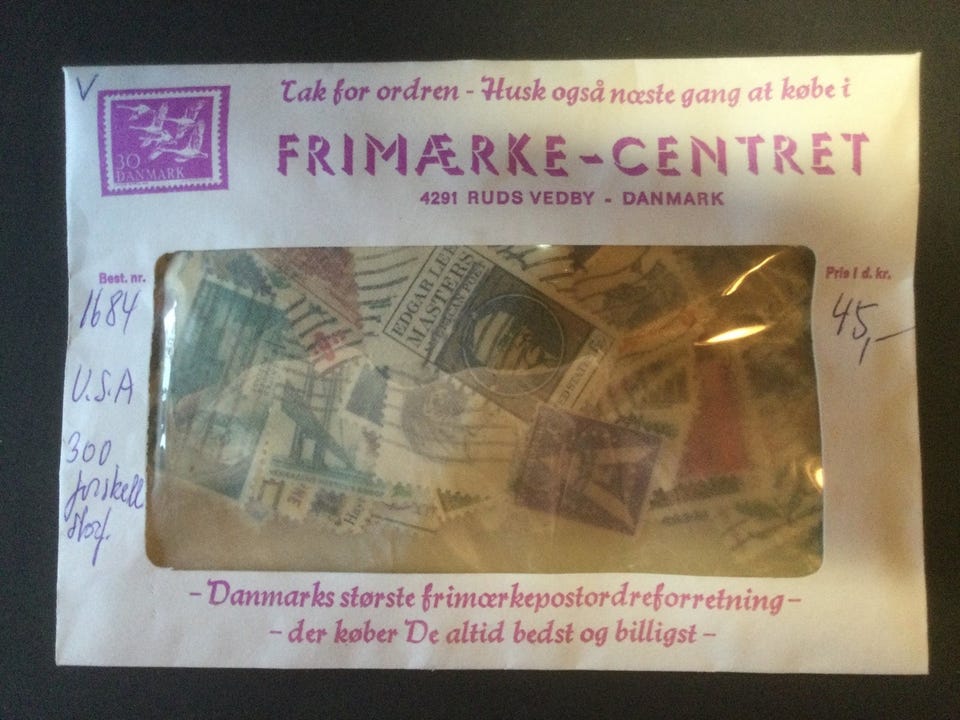 V
Tak for ordren - Husk også næste gang at købe i
FRIMÆRKE-CENTRET
4291 RUDS VEDBY - DANMARK
30
DANMARK
Best. nr.
1684
U.S.A
300
forskell
Pris i d. kr.
45,-
EDGAR LEE
MASTERS
AMERICAN POET
- Danmarks største frimærkepostordreforretning -
- der køber De altid bedst og billigst -